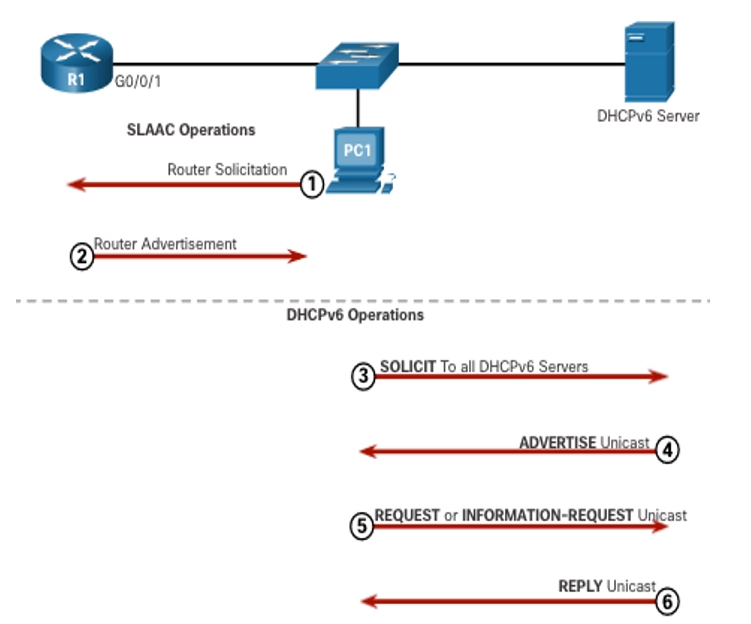 R1
G0/0/1
DHCPv6 Server
SLAAC Operations
PC1
?
Router Solicitation
1
Router Advertisement
2
DHCPv6 Operations
3
SOLICIT To all DHCPv6 Servers
ADVERTISE Unicast
4
REQUEST or INFORMATION-REQUEST Unicast
5
REPLY Unicast
6